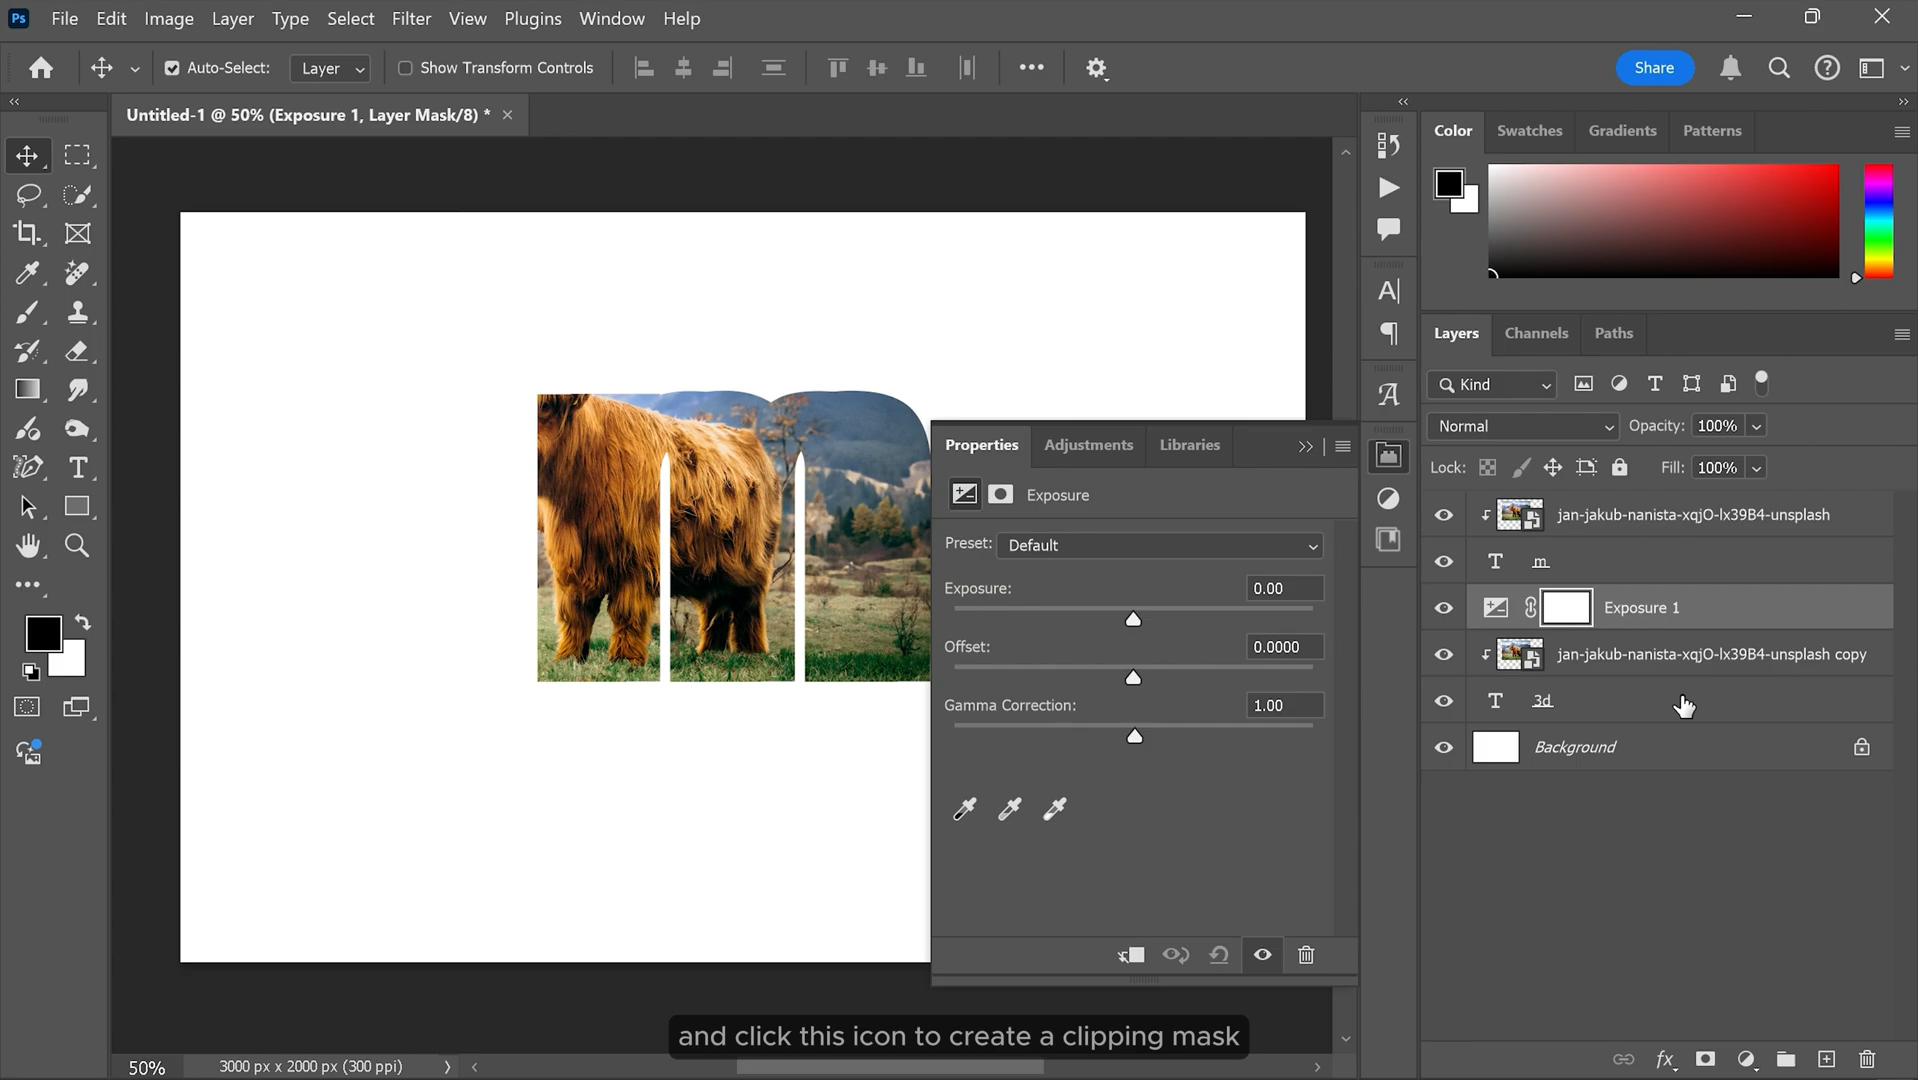 Ps File Edit Image Layer Type Select Filter View Plugins Window Help
Auto-Select: Layer Show Transform Controls Share
Untitled-1 @ 50% (Exposure 1, Layer Mask/8) *
Color Swatches Gradients Patterns
Layers Channels Paths
Kind
Normal Opacity: 100%
Lock: Fill: 100%
jan-jakub-nanista-xqjO-lx39B4-unsplash
m
Exposure 1
jan-jakub-nanista-xqjO-lx39B4-unsplash copy
3d
Background
Properties Adjustments Libraries
Exposure
Preset: Default
Exposure: 0.00
Offset: 0.0000
Gamma Correction: 1.00
and click this icon to create a clipping mask
50% 3000 px x 2000 px (300 ppi)